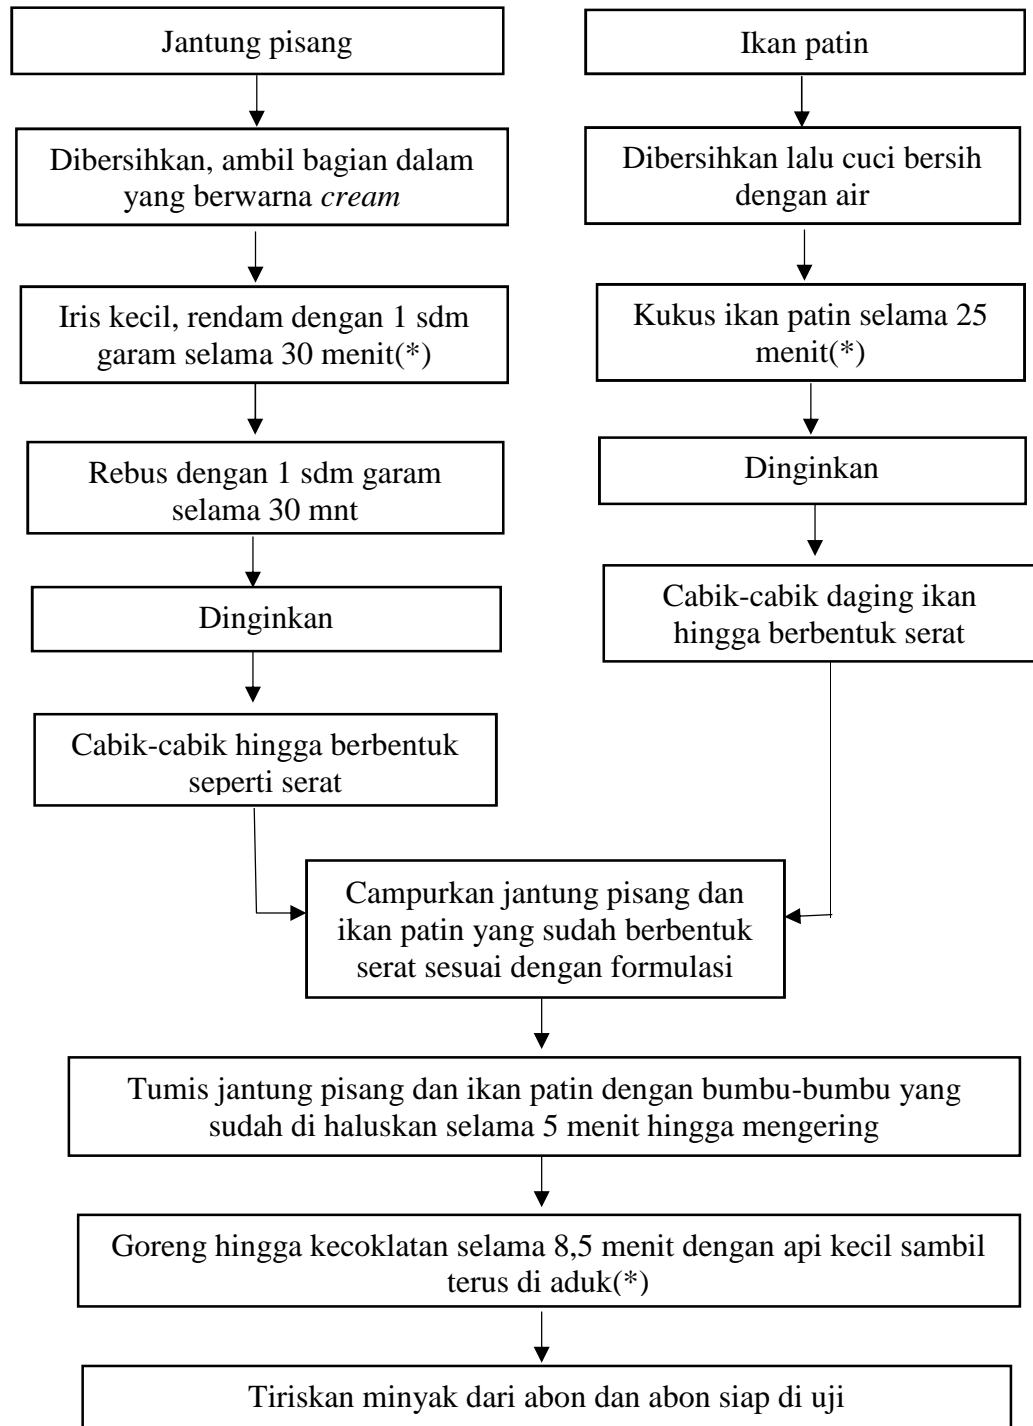 Jantung pisang
Dibersihkan, ambil bagian dalam
yang berwarna cream
Iris kecil, rendam dengan 1 sdm
garam selama 30 menit(*)
Rebus dengan 1 sdm garam
selama 30 mnt
Dinginkan
Cabik-cabik hingga berbentuk
seperti serat
Ikan patin
Dibersihkan lalu cuci bersih
dengan air
Kukus ikan patin selama 25
menit(*)
Dinginkan
Cabik-cabik daging ikan
hingga berbentuk serat
Campurkan jantung pisang dan
ikan patin yang sudah berbentuk
serat sesuai dengan formulasi
Tumis jantung pisang dan ikan patin dengan bumbu-bumbu yang
sudah di haluskan selama 5 menit hingga mengering
Goreng hingga kecoklatan selama 8,5 menit dengan api kecil sambil
terus di aduk(*)
Tiriskan minyak dari abon dan abon siap di uji